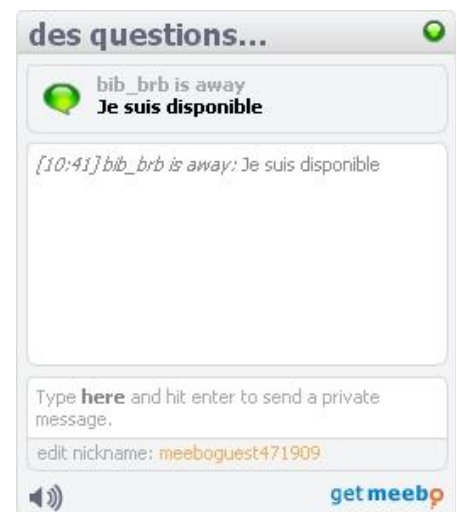 des questions...
bib_brb is away
Je suis disponible
[10:41] bib_brb is away: Je suis disponible
Type here and hit enter to send a private
message.
edit nickname: meeboguest471909
get meebo